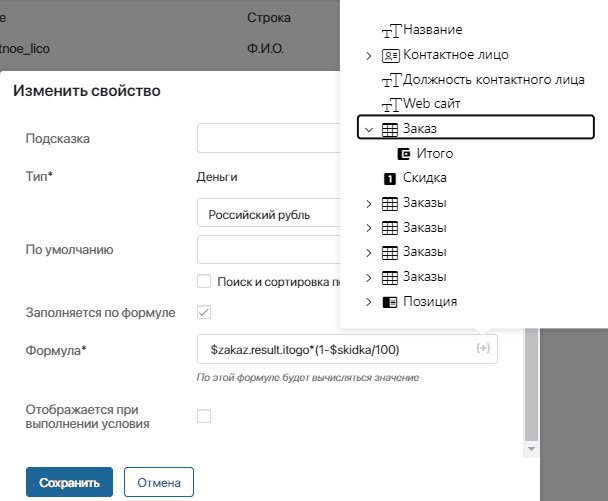 е
Строка
tnoe_lico
Ф.И.О.
Изменить свойство
Подсказка
Тип*
Деньги
Российский рубль
По умолчанию
Поиск и сортировка п
Заполняется по формуле
Формула*
$zakaz.result.itogo*(1-$skidka/100)
{+}
По этой формуле будет вычисляться значение
Отображается при
выполнении условия
Сохранить
Отмена
Название
Контактное лицо
Должность контактного лица
Web сайт
Заказ
Итого
Скидка
Заказы
Заказы
Заказы
Заказы
Позиция